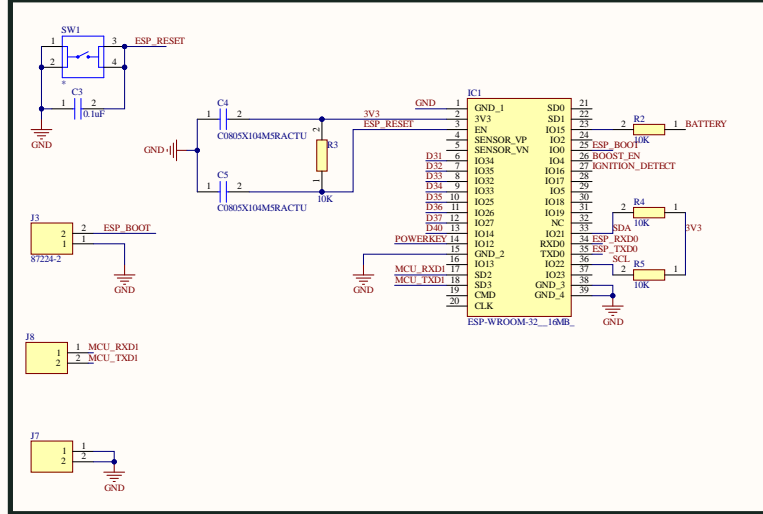 SW1
1 3 ESP_RESET
2 4
*
C3
1 2
0.1uF
GND
C4
1 2
C0805X104M5RACTU
3V3
ESP_RESET
GND
2
R3
1
10K
C5
1 2
C0805X104M5RACTU
IC1
GND 1 GND_1 SD0 21
2 3V3 SD1 22
3 EN IO15 23
4 SENSOR_VP IO2 24
5 SENSOR_VN IO0 25 ESP_BOOT
D31 6 IO34 IO4 26 BOOST_EN
D32 7 IO35 IO16 27 IGNITION_DETECT
D33 8 IO32 IO17 28
D34 9 IO33 IO5 29
D35 10 IO25 IO18 30
D36 11 IO26 IO19 31
D37 12 IO27 NC 32
D40 13 IO14 IO21 33 SDA
POWERKEY 14 IO12 RXD0 34 ESP_RXD0
15 GND_2 TXD0 35 ESP_TXD0
16 IO13 IO22 36 SCL
MCU_RXD1 17 SD2 IO23 37
MCU_TXD1 18 SD3 GND_3 38
19 CMD GND_4 39
20 CLK
ESP-WROOM-32__16MB_
GND
GND
R2
2 1 BATTERY
10K
R4
2 1
10K
3V3
R5
2 1
10K
J3
2 2 ESP_BOOT
1 1
87224-2
GND
J8
1 1 MCU_RXD1
2 2 MCU_TXD1
J7
1 1
2 2
GND